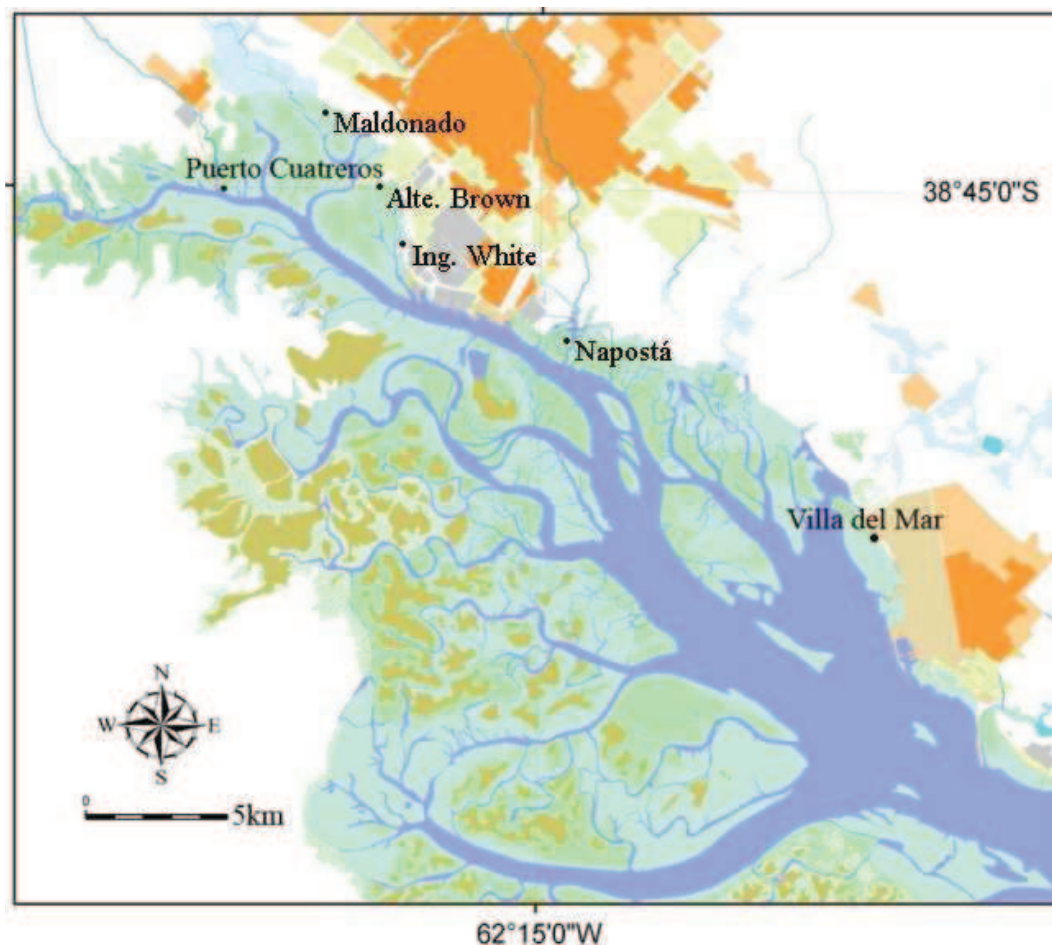 Maldonado
Puerto Cuatreros
Alte. Brown
38°45'0"S
Ing. White
Napostá
Villa del Mar
N
W E
S
0
5km
62°15'0"W